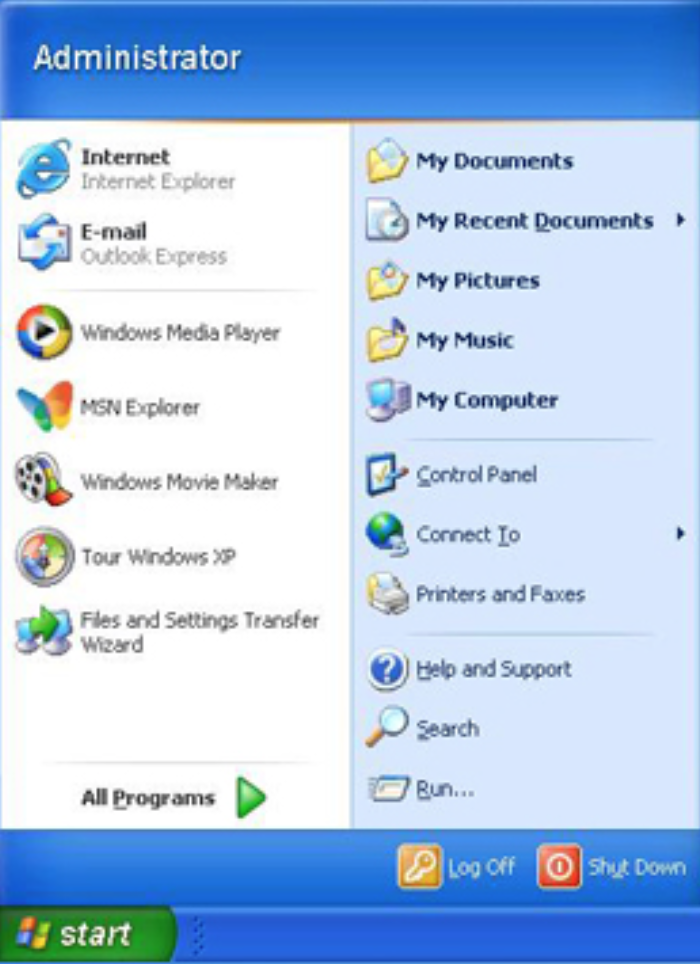 Administrator
Internet
Internet Explorer
E-mail
Outlook Express
Windows Media Player
MSN Explorer
Windows Movie Maker
Tour Windows XP
Files and Settings Transfer
Wizard
All Programs
My Documents
My Recent Documents
My Pictures
My Music
My Computer
Control Panel
Connect To
Printers and Faxes
Help and Support
Search
Run...
Log Off
Shut Down
start